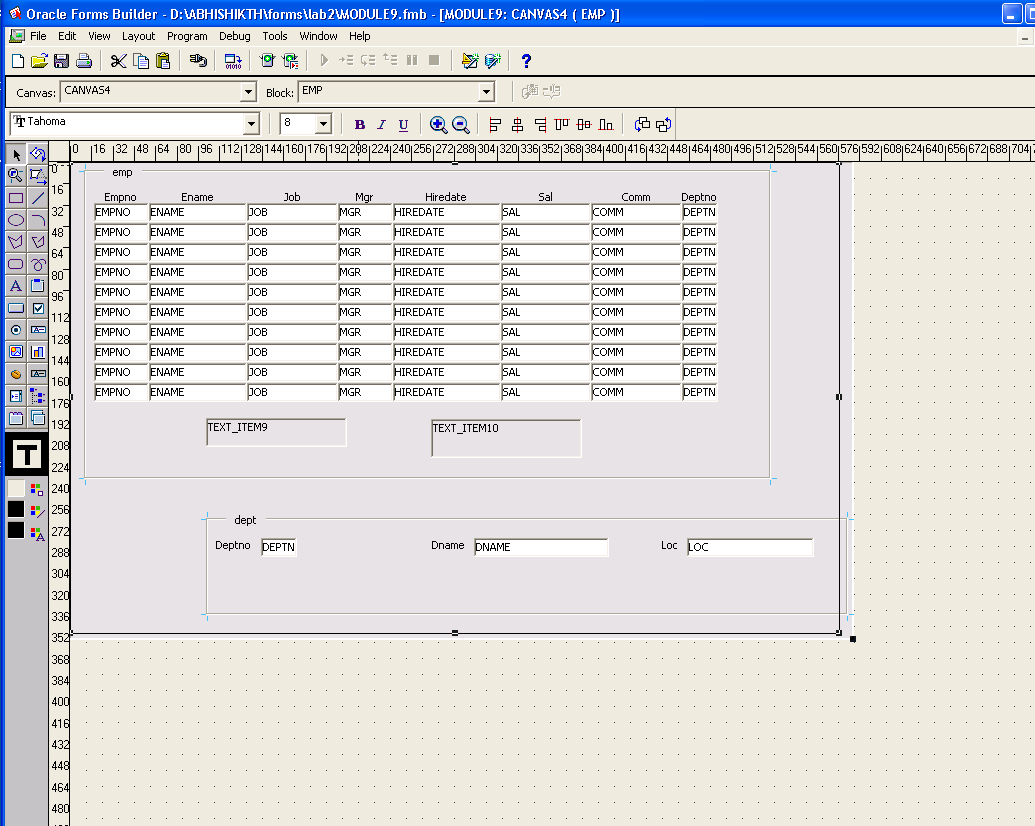 Oracle Forms Builder - D:\ABHISHIKTH\forms\lab2\MODULE9.fmb - [MODULE9: CANVAS4 ( EMP )]
File Edit View Layout Program Debug Tools Window Help
Canvas: CANVAS4 Block: EMP
Tahoma 8 B I U
0 16 32 48 64 80 96 112 128 144 160 176 192 208 224 240 256 272 288 304 320 336 352 368 384 400 416 432 448 464 480 496 512 528 544 560 576 592 608 624 640 656 672 688 704
0
16
32
48
64
80
96
112
128
144
160
176
192
208
224
240
256
272
288
304
320
336
352
368
384
400
416
432
448
464
480
emp
Empno Ename Job Mgr Hiredate Sal Comm Deptno
EMPNO ENAME JOB MGR HIREDATE SAL COMM DEPTN
EMPNO ENAME JOB MGR HIREDATE SAL COMM DEPTN
EMPNO ENAME JOB MGR HIREDATE SAL COMM DEPTN
EMPNO ENAME JOB MGR HIREDATE SAL COMM DEPTN
EMPNO ENAME JOB MGR HIREDATE SAL COMM DEPTN
EMPNO ENAME JOB MGR HIREDATE SAL COMM DEPTN
EMPNO ENAME JOB MGR HIREDATE SAL COMM DEPTN
EMPNO ENAME JOB MGR HIREDATE SAL COMM DEPTN
EMPNO ENAME JOB MGR HIREDATE SAL COMM DEPTN
EMPNO ENAME JOB MGR HIREDATE SAL COMM DEPTN
TEXT_ITEM9 TEXT_ITEM10
dept
Deptno DEPTN Dname DNAME Loc LOC